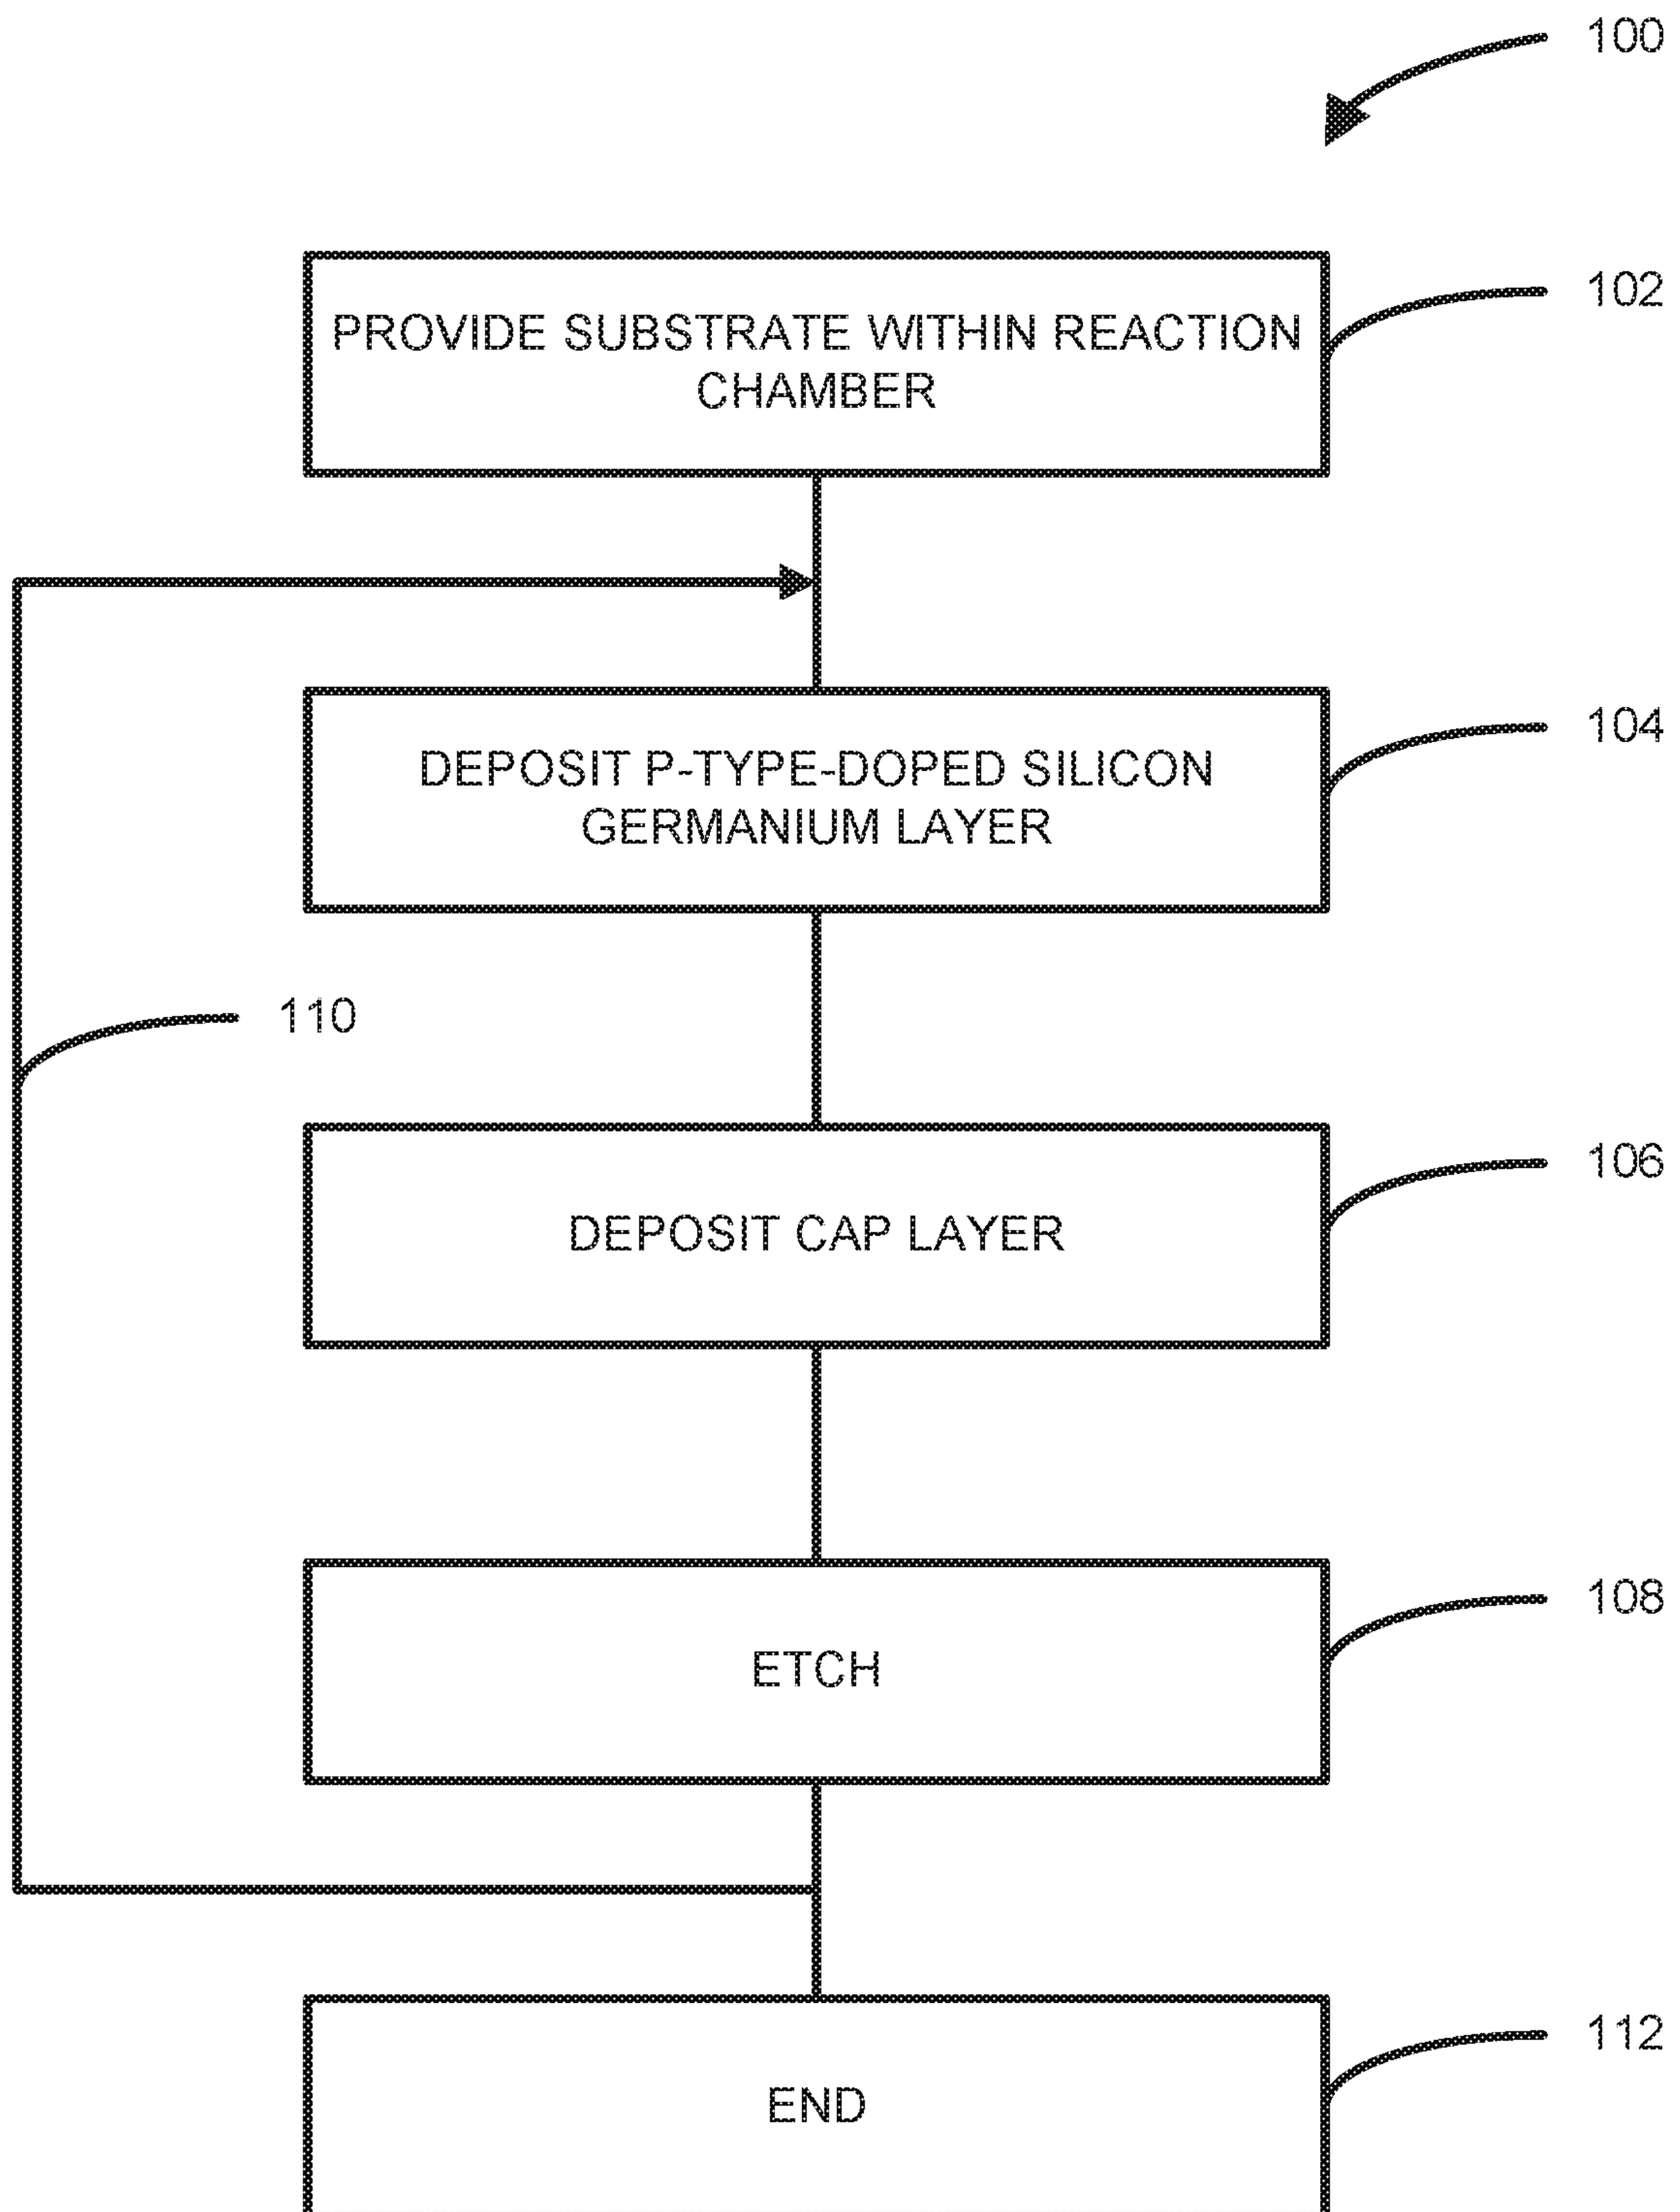 100
PROVIDE SUBSTRATE WITHIN REACTION
CHAMBER
102
DEPOSIT P-TYPE-DOPED SILICON
GERMANIUM LAYER
104
110
DEPOSIT CAP LAYER
106
ETCH
108
END
112